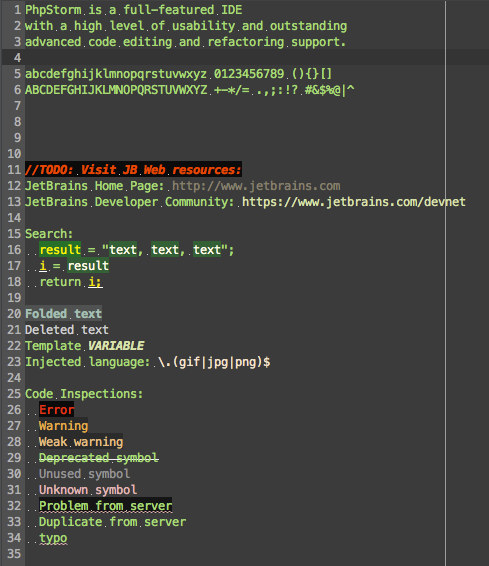 1 PhpStorm is a full-featured IDE
2 with a high level of usability and outstanding
3 advanced code editing and refactoring support.
4
5 abcdefghijklmnopqrstuvwxyz 0123456789 (){}[]
6 ABCDEFGHIJKLMNOPQRSTUVWXYZ +-*/= .,;:!? #&$%@|^
7
8
9
10
11 //TODO: Visit JB Web resources:
12 JetBrains Home Page: http://www.jetbrains.com
13 JetBrains Developer Community: https://www.jetbrains.com/devnet
14
15 Search:
16 result = "text, text, text";
17 i = result
18 return i;
19
20 Folded text
21 Deleted text
22 Template VARIABLE
23 Injected language: \.(gif|jpg|png)$
24
25 Code Inspections:
26 Error
27 Warning
28 Weak warning
29 Deprecated symbol
30 Unused symbol
31 Unknown symbol
32 Problem from server
33 Duplicate from server
34 typo
35